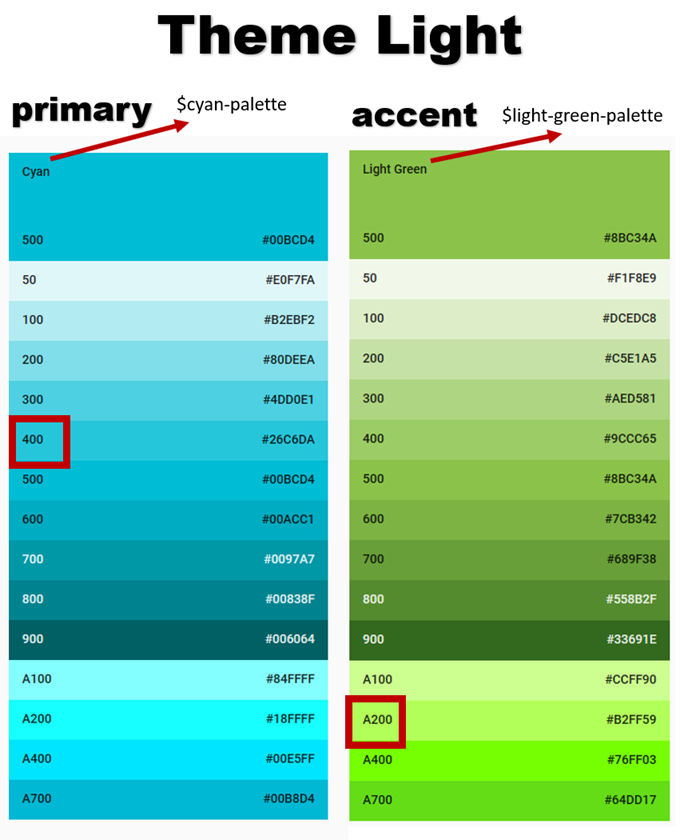 Theme Light
primary
$cyan-palette
Cyan
500 #00BCD4
50 #E0F7FA
100 #B2EBF2
200 #80DEEA
300 #4DD0E1
400 #26C6DA
500 #00BCD4
600 #00ACC1
700 #0097A7
800 #00838F
900 #006064
A100 #84FFFF
A200 #18FFFF
A400 #00E5FF
A700 #00B8D4
accent
$light-green-palette
Light Green
500 #8BC34A
50 #F1F8E9
100 #DCEDC8
200 #C5E1A5
300 #AED581
400 #9CCC65
500 #8BC34A
600 #7CB342
700 #689F38
800 #558B2F
900 #33691E
A100 #CCFF90
A200 #B2FF59
A400 #76FF03
A700 #64DD17